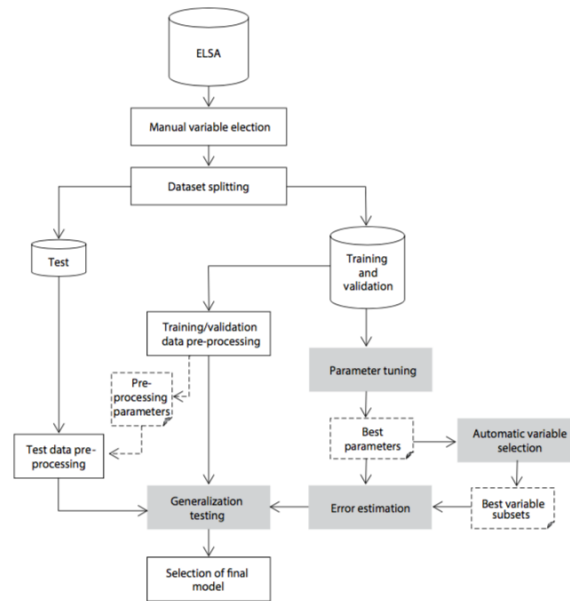 ELSA
Manual variable election
Dataset splitting
Test
Training
and
validation
Training/validation
data pre-processing
Parameter tuning
Pre-
processing
parameters
Best
parameters
Automatic variable
selection
Test data pre-
processing
Generalization
testing
Error estimation
Best variable
subsets
Selection of final
model